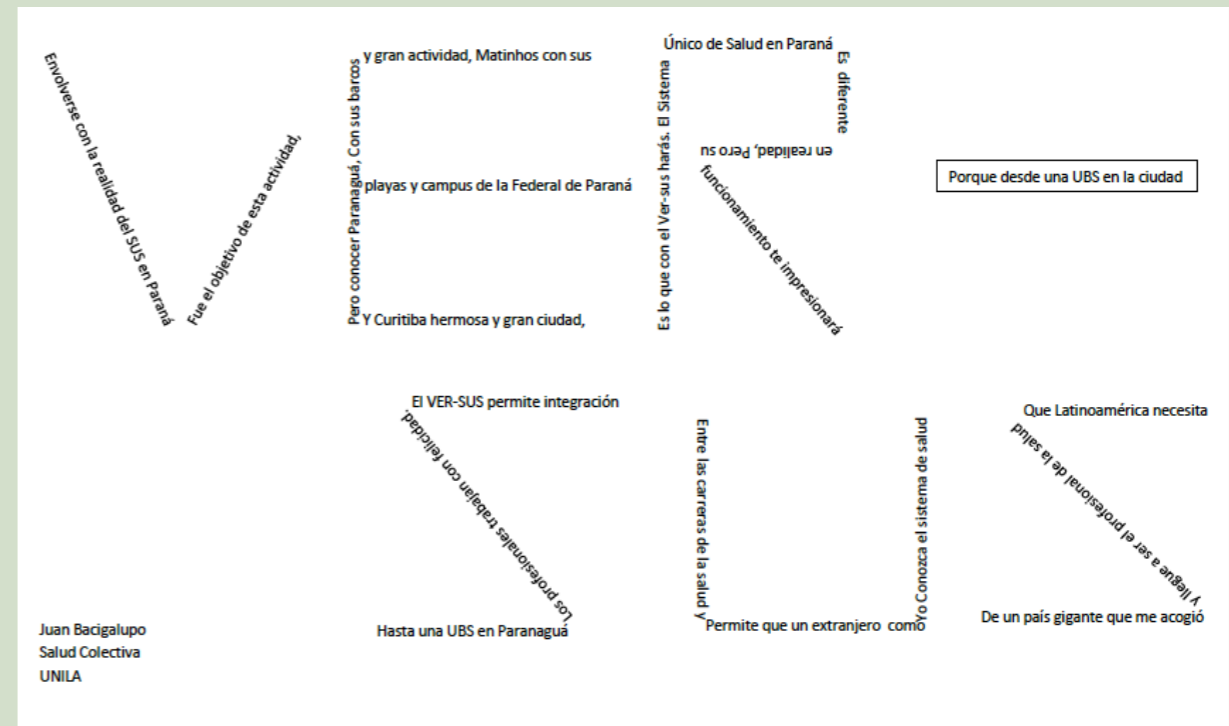 Envolverse con la realidad del SUS en Paraná
Fue el objetivo de esta actividad,
Pero conocer Paranaguá, Con sus barcos
y gran actividad, Matinhos con sus
playas y campus de la Federal de Paraná
Y Curitiba hermosa y gran ciudad,
Es lo que con el Ver-sus harás. El Sistema
Único de Salud en Paraná
Es diferente
en realidad, Pero su
funcionamiento te impresionará
Porque desde una UBS en la ciudad
Hasta una UBS en Paranaguá
Los profesionales trabajan con felicidad.
El VER-SUS permite integración
Entre las carreras de la salud y
Permite que un extranjero como
Yo Conozca el sistema de salud
De un país gigante que me acogió
y llegue a ser el profesional de la salud
Que Latinoamérica necesita
Juan Bacigalupo
Salud Colectiva
UNILA